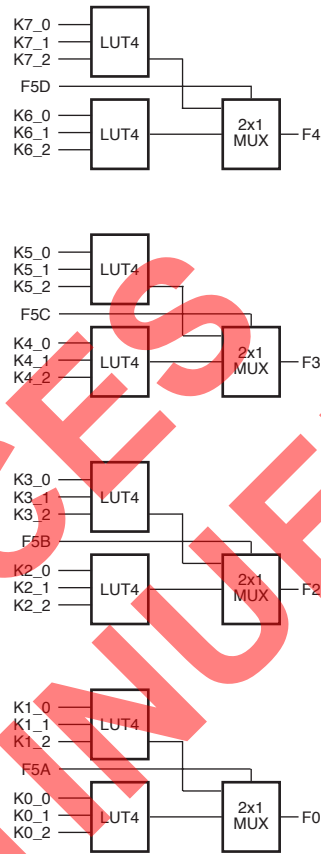 K7_0
K7_1
K7_2
LUT4
F5D
K6_0
K6_1
K6_2
LUT4
2x1
MUX
F4
K5_0
K5_1
K5_2
LUT4
F5C
K4_0
K4_1
K4_2
LUT4
2x1
MUX
F3
K3_0
K3_1
K3_2
LUT4
F5B
K2_0
K2_1
K2_2
LUT4
2x1
MUX
F2
K1_0
K1_1
K1_2
LUT4
F5A
K0_0
K0_1
K0_2
LUT4
2x1
MUX
F0